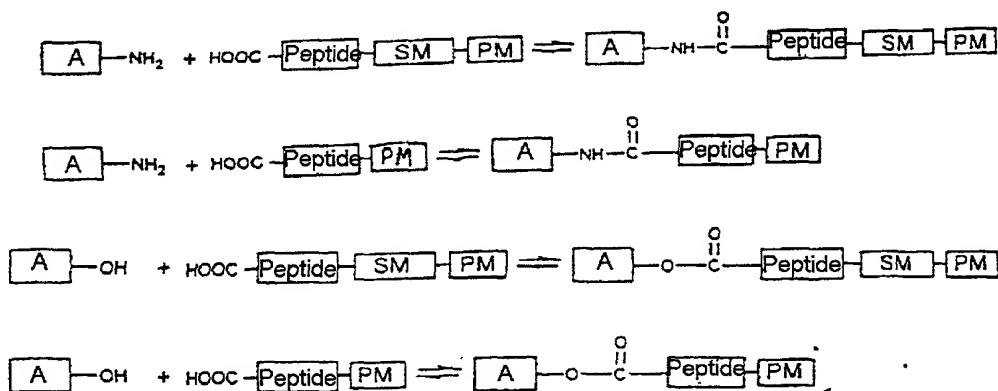 A —NH₂ + HOOC— Peptide SM PM ⇌ A —NH—C(=O)— Peptide SM PM
A —NH₂ + HOOC— Peptide PM ⇌ A —NH—C(=O)— Peptide PM
A —OH + HOOC— Peptide SM PM ⇌ A —O—C(=O)— Peptide SM PM
A —OH + HOOC— Peptide PM ⇌ A —O—C(=O)— Peptide PM